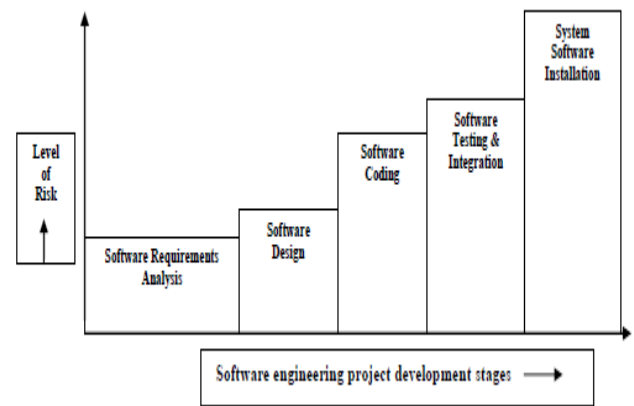 System
Software
Installation
Software
Testing &
Integration
Software
Coding
Level
of
Risk
Software
Design
Software Requirements
Analysis
Software engineering project development stages